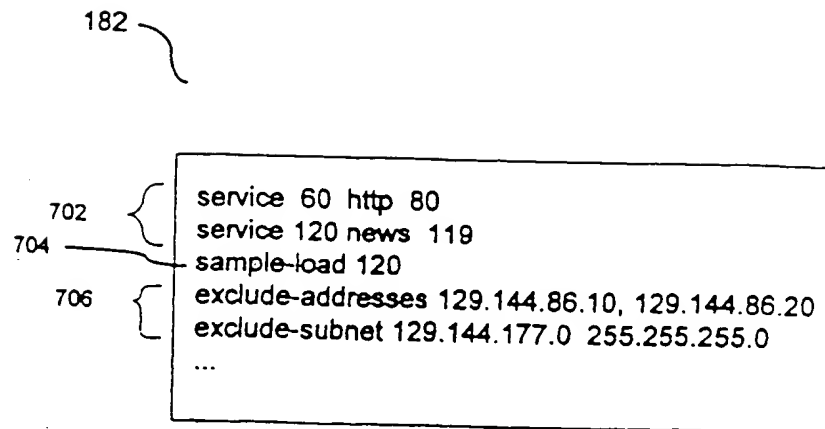 182
702
704
706
service 60 http 80
service 120 news 119
sample-load 120
exclude-addresses 129.144.86.10, 129.144.86.20
exclude-subnet 129.144.177.0 255.255.255.0
...